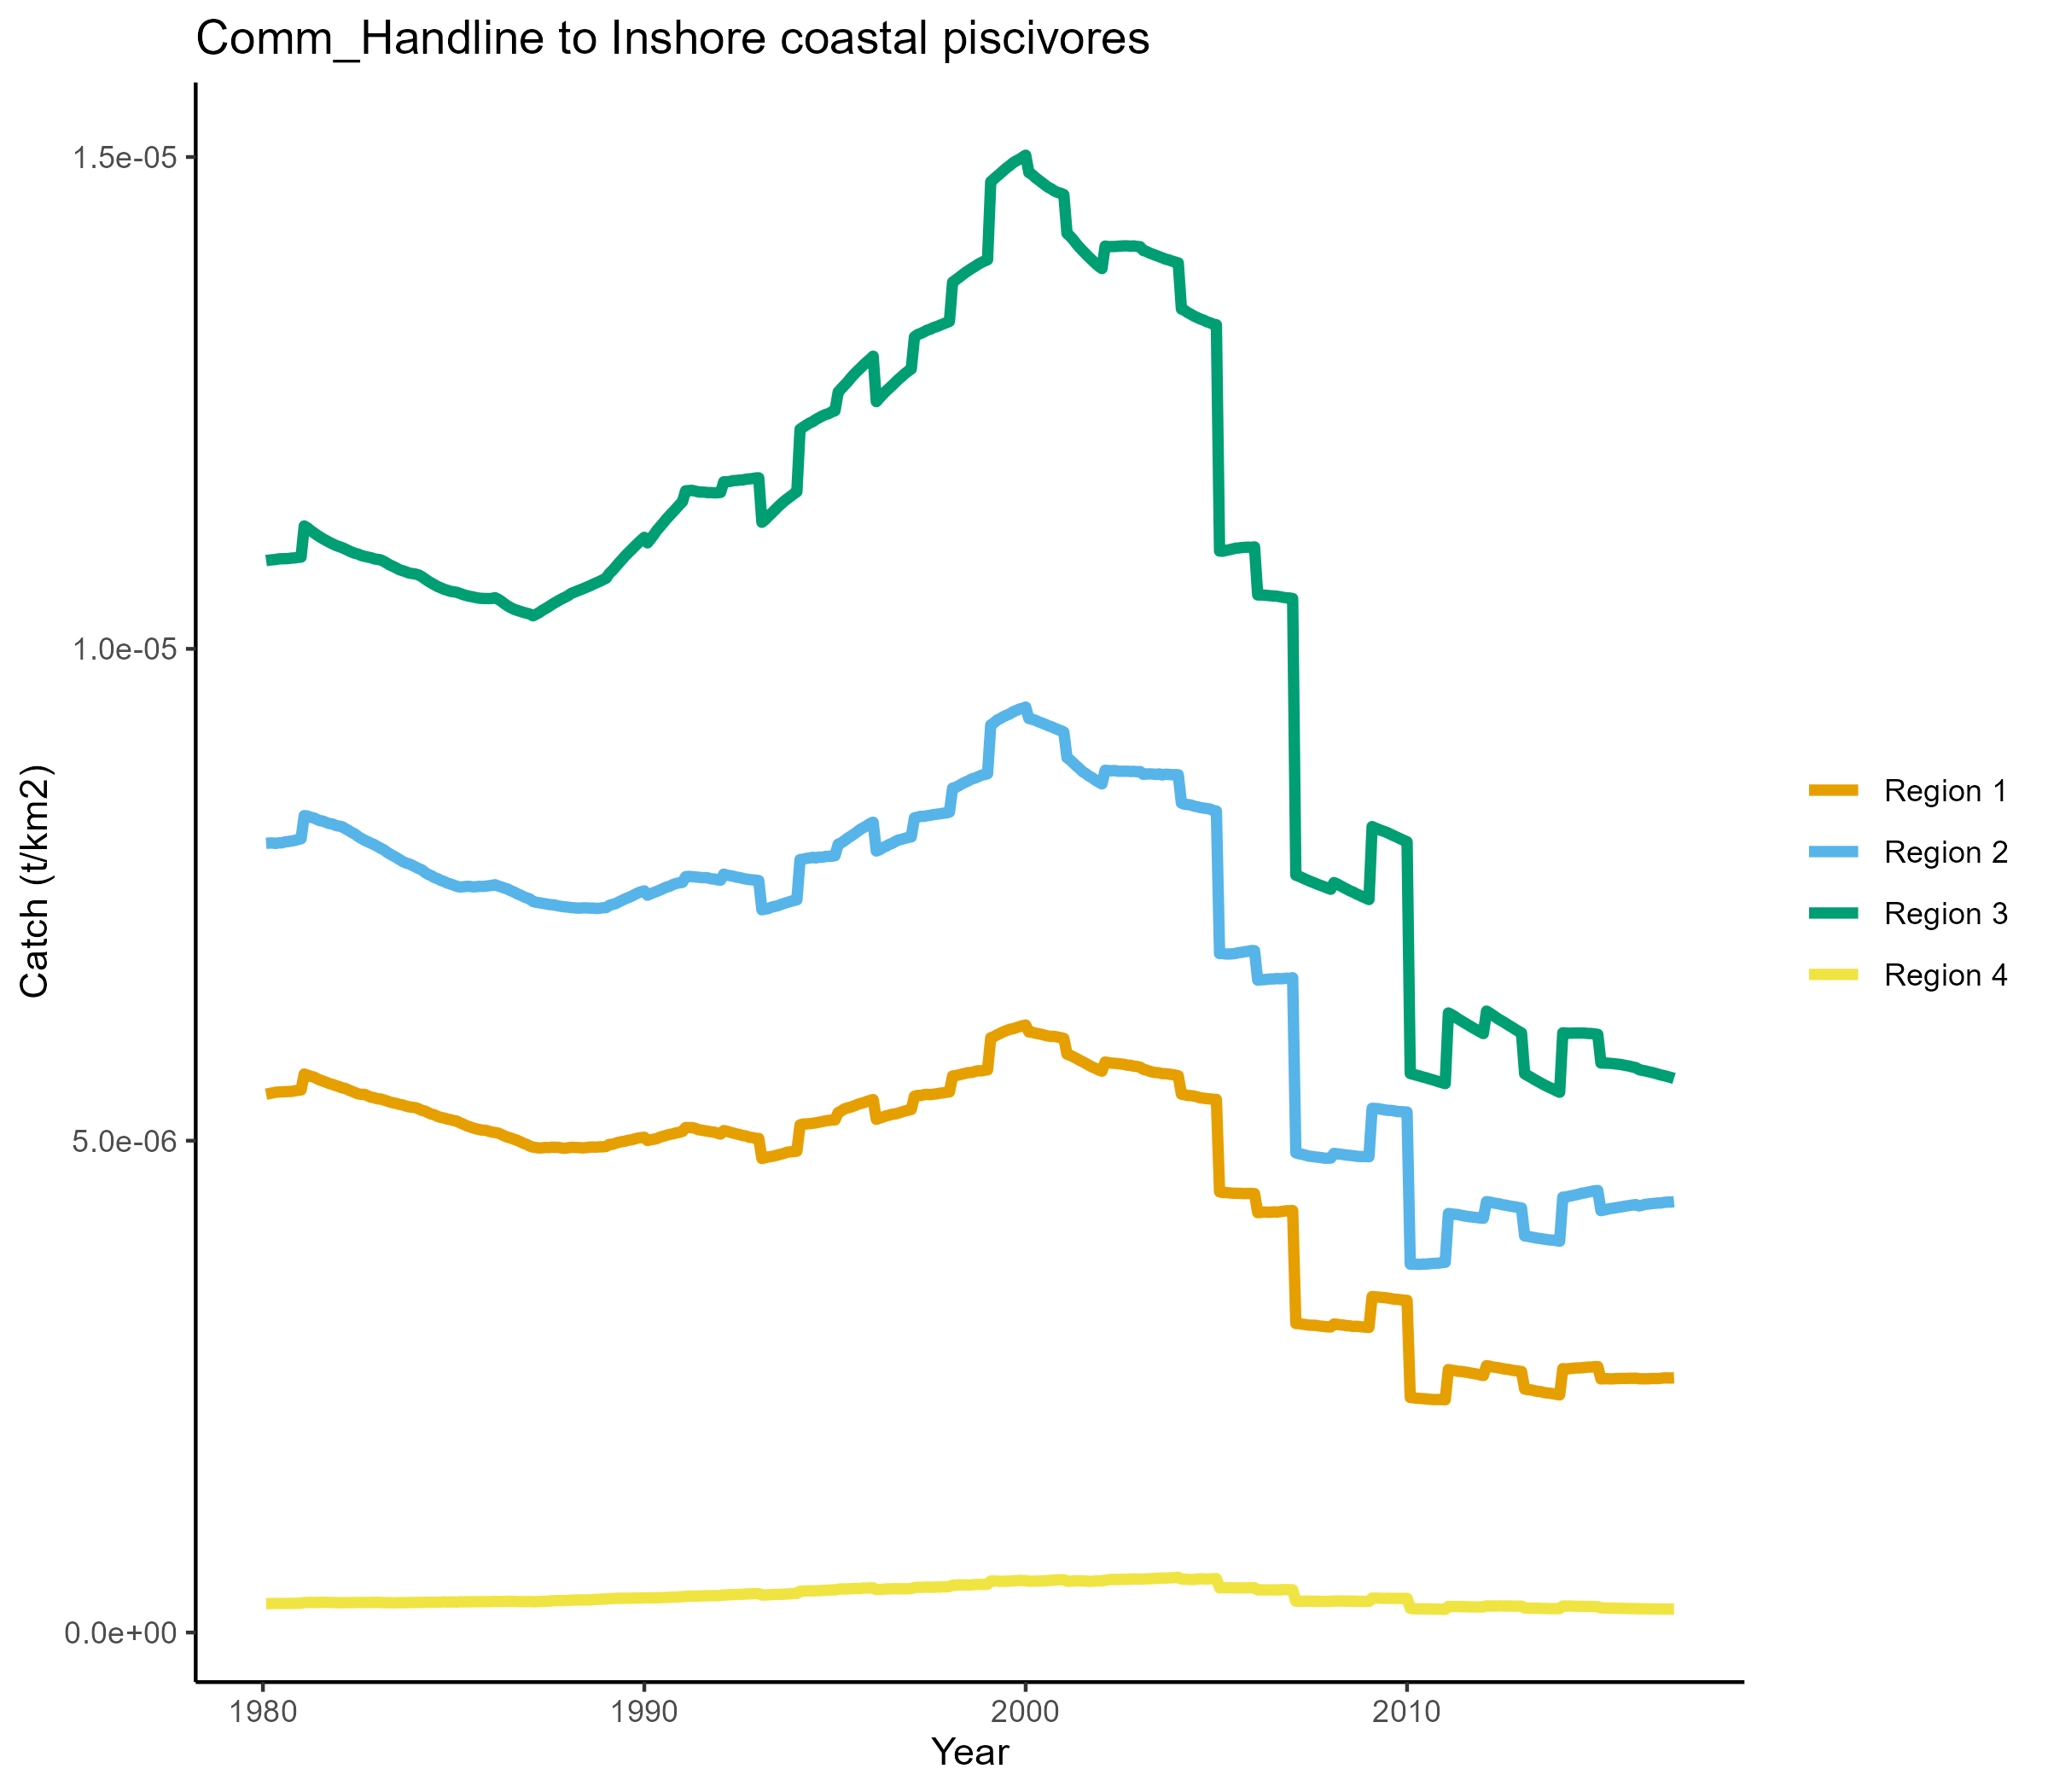 Comm_Handline to Inshore coastal piscivores
Catch (t/km2)
1.5e-05
1.0e-05
5.0e-06
0.0e+00
1980
1990
2000
2010
Year
Region 1
Region 2
Region 3
Region 4